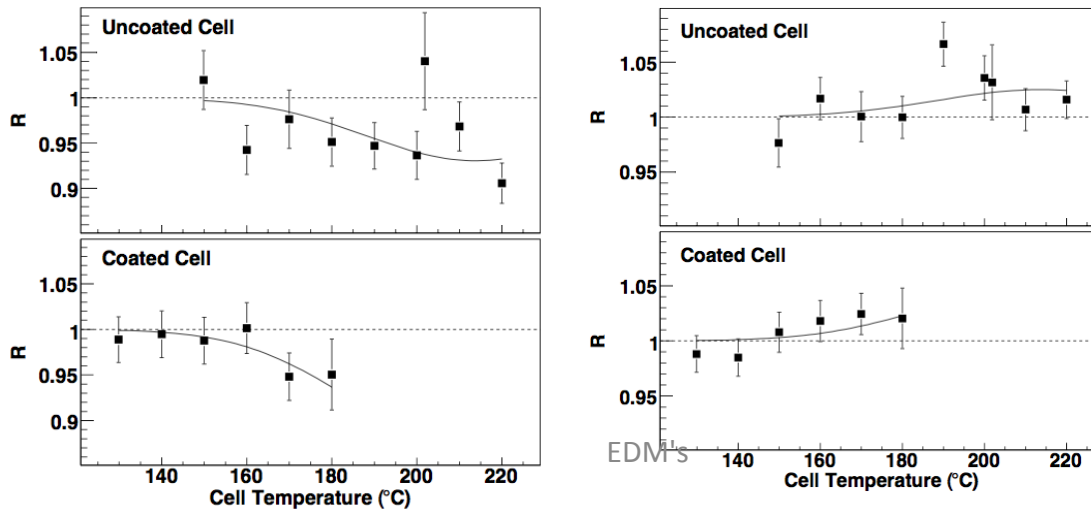 Uncoated Cell
1.05
1
0.95
0.9
R
Coated Cell
1.05
1
0.95
0.9
R
140 160 180 200 220
Cell Temperature (°C)
Uncoated Cell
1.05
1
0.95
R
Coated Cell
1.05
1
0.95
R
EDM's
140 160 180 200 220
Cell Temperature (°C)